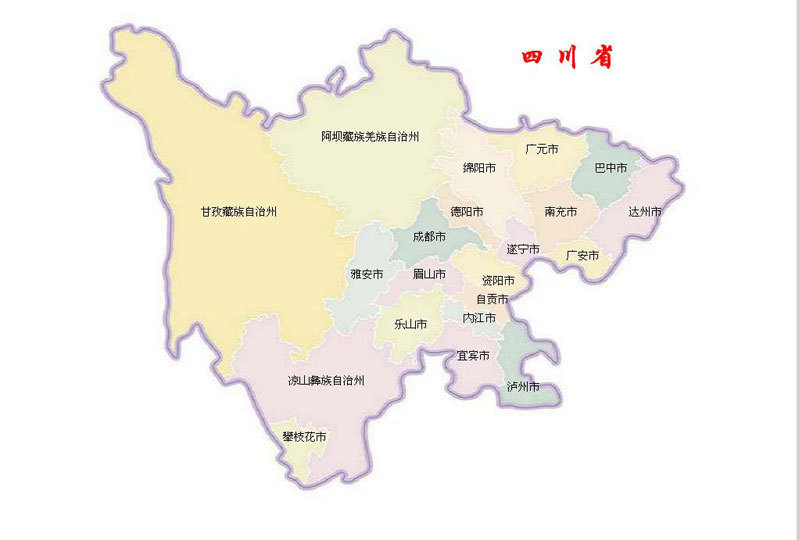 四川省
阿坝藏族羌族自治州
广元市
绵阳市
巴中市
甘孜藏族自治州
德阳市
南充市
达州市
成都市
遂宁市
广安市
雅安市
眉山市
资阳市
自贡市
内江市
乐山市
宜宾市
凉山彝族自治州
泸州市
攀枝花市